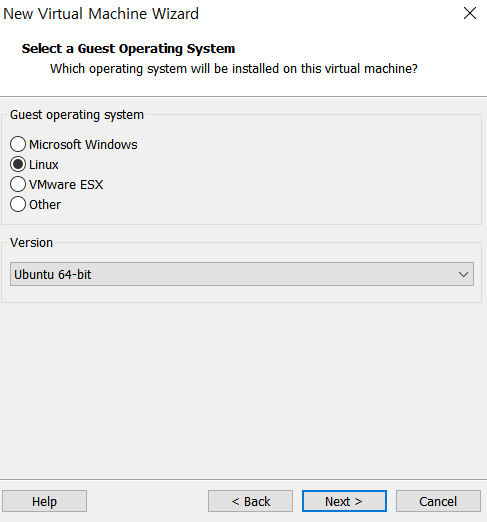 New Virtual Machine Wizard
Select a Guest Operating System
Which operating system will be installed on this virtual machine?
Guest operating system
Microsoft Windows
Linux
VMware ESX
Other
Version
Ubuntu 64-bit
Help
< Back
Next >
Cancel